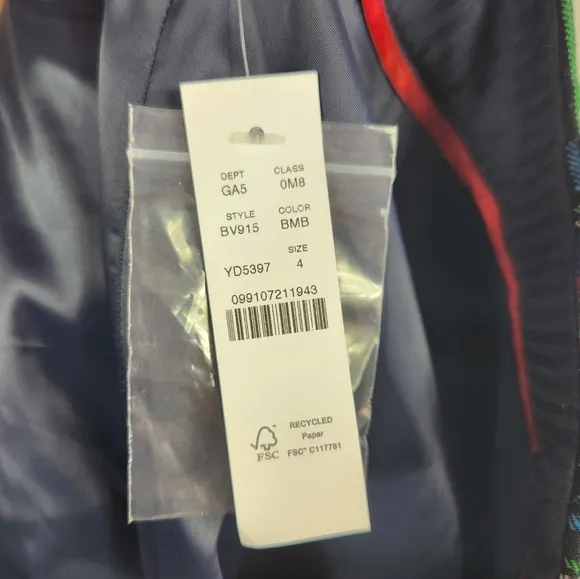 DEPT CLASS
GA5 0M8
STYLE COLOR
BV915 BMB
SIZE
YD5397 4
099107211943
RECYCLED
Paper
FSC FSC® C117781